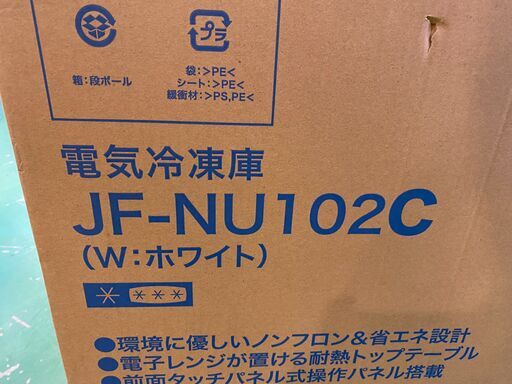 プラ
箱:段ボール
袋:>PE<
シート:>PE<
緩衝材:>PS,PE<
電気冷凍庫
JF-NU102C
(W:ホワイト)
●環境に優しいノンフロン&省エネ設計
●電子レンジが置ける耐熱トップテーブル
●前面タッチパネル式操作パネル搭載